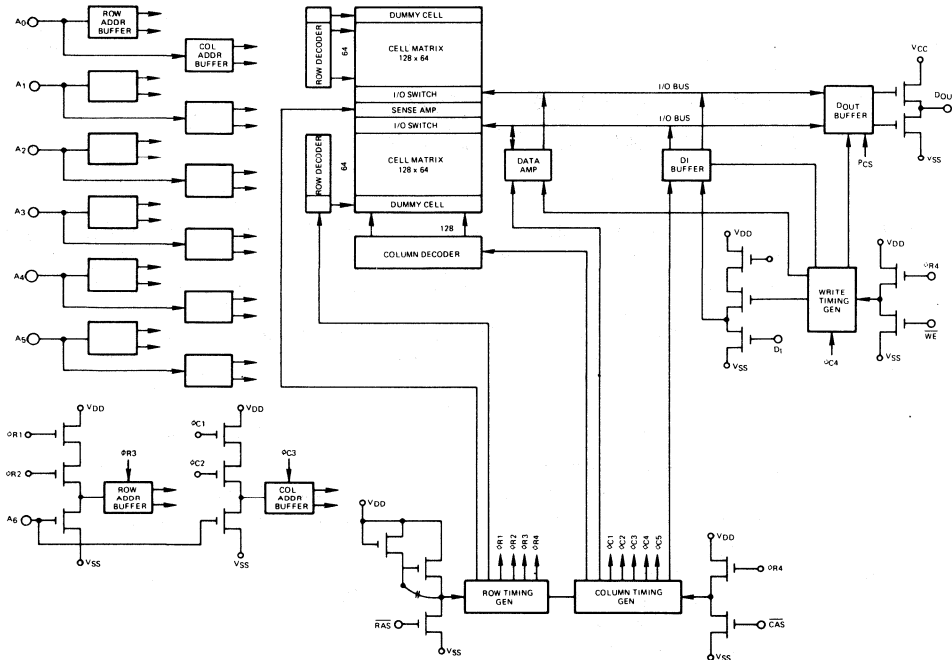 A0
ROW
ADDR
BUFFER
COL
ADDR
BUFFER
A1
A2
A3
A4
A5
ROW DECODER
64
DUMMY CELL
CELL MATRIX
128 x 64
I/O SWITCH
SENSE AMP
I/O SWITCH
CELL MATRIX
128 x 64
DUMMY CELL
ROW DECODER
64
128
COLUMN DECODER
I/O BUS
I/O BUS
DATA
AMP
DI
BUFFER
DOUT
BUFFER
VCC
DOU
VSS
PCS
VDD
VDD
φR4
WRITE
TIMING
GEN
WE
DI
φC4
VSS
VSS
VDD
φR1
φR2
φR3
ROW
ADDR
BUFFER
A6
VSS
VDD
φC1
φC2
φC3
COL
ADDR
BUFFER
VSS
VDD
RAS
VSS
φR1
φR2
φR3
φR4
ROW TIMING
GEN
φC1
φC2
φC3
φC4
φC5
COLUMN TIMING
GEN
VDD
φR4
CAS
VSS